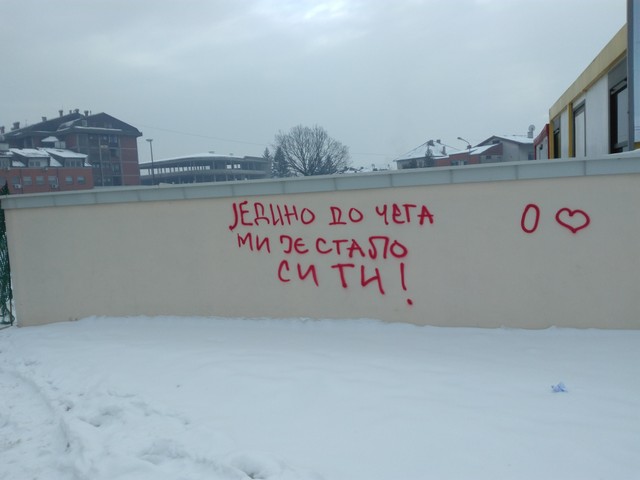 ЈЕДИНО ДО ЧЕГА
МИ ЈЕ СТАЛО
СИ ТИ!
О ♡